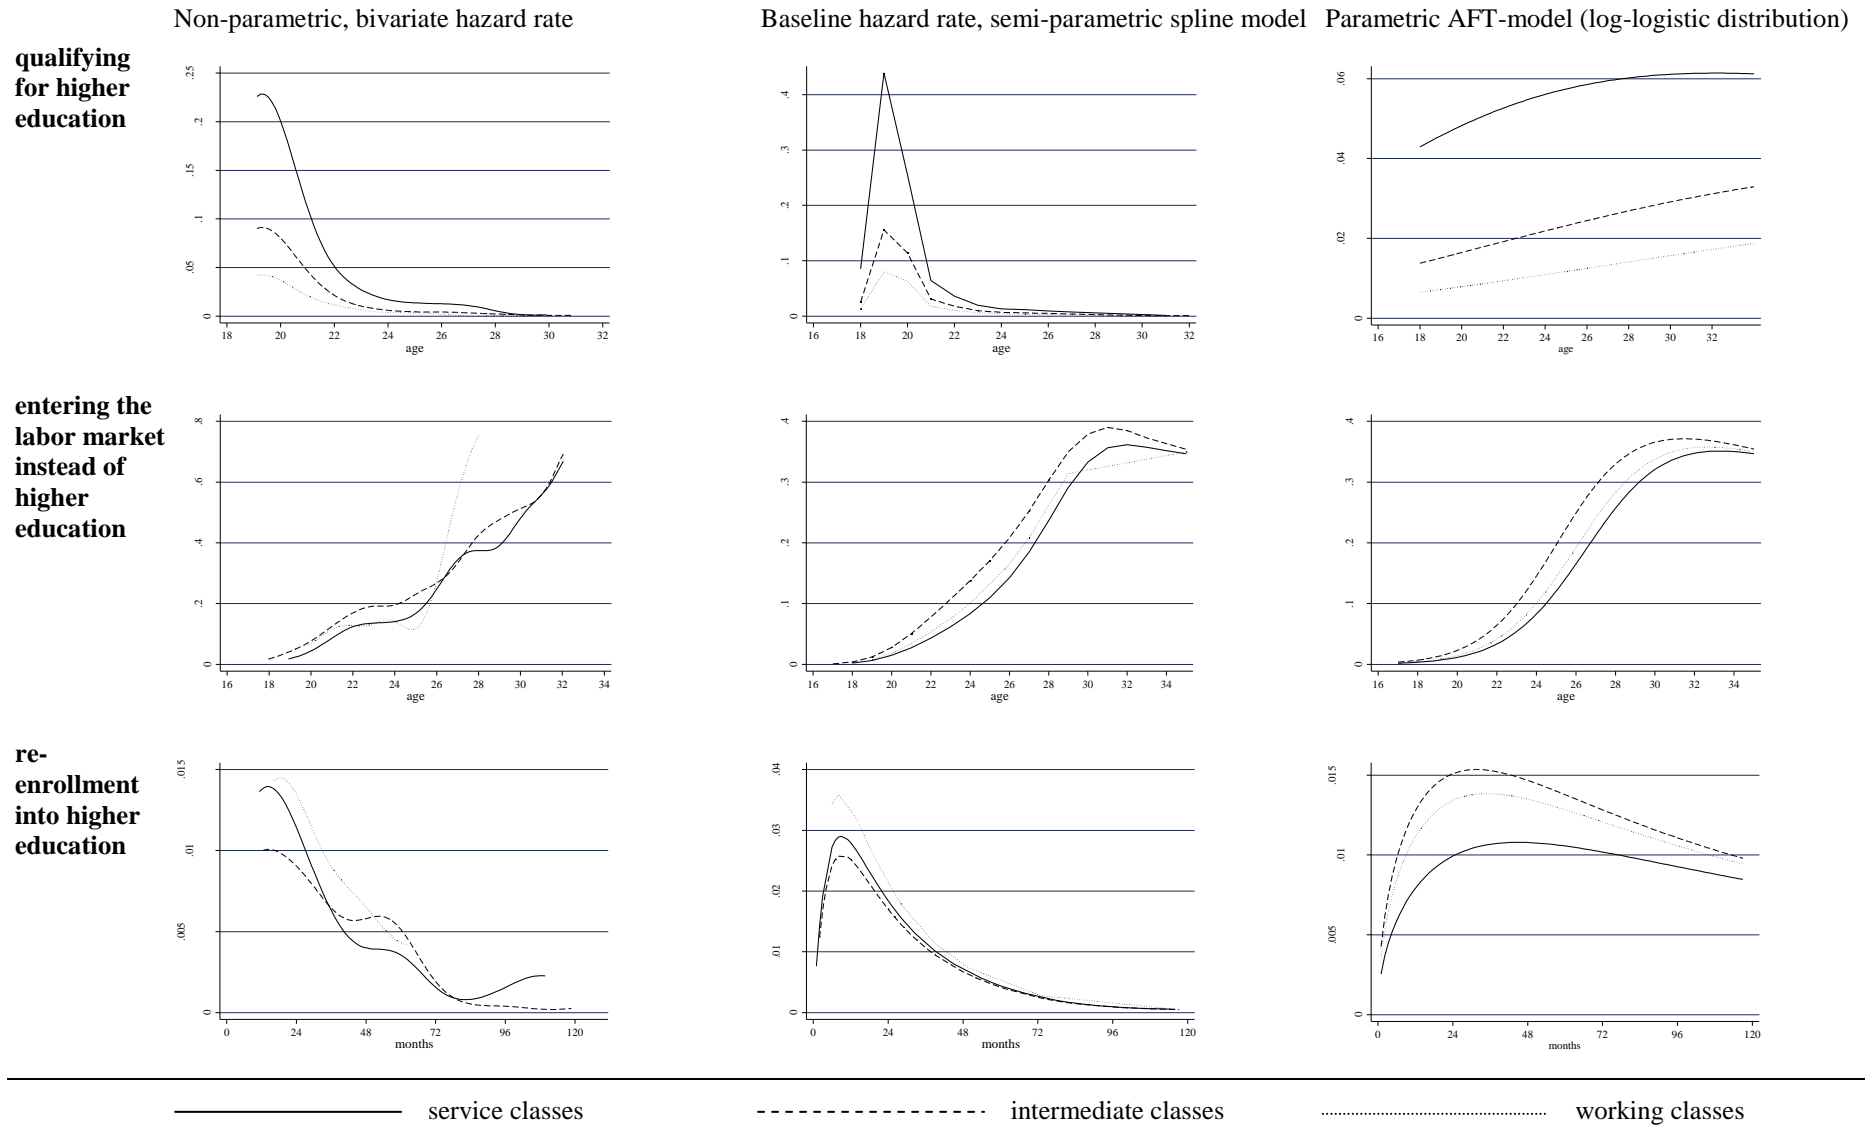 Non-parametric, bivariate hazard rate
Baseline hazard rate, semi-parametric spline model
Parametric AFT-model (log-logistic distribution)
qualifying
for higher
education
.25
.2
.15
.1
.05
0
18 20 22 24 26 28 30 32
age
.4
.3
.2
.1
0
16 18 20 22 24 26 28 30 32
age
.06
.04
.02
0
16 18 20 22 24 26 28 30 32
age
entering the
labor market
instead of
higher
education
.8
.6
.4
.2
0
16 18 20 22 24 26 28 30 32 34
age
.4
.3
.2
.1
0
16 18 20 22 24 26 28 30 32 34
age
.4
.3
.2
.1
0
16 18 20 22 24 26 28 30 32 34
age
re-
enrollment
into higher
education
.015
.01
.005
0
0 24 48 72 96 120
months
.04
.03
.02
.01
0
0 24 48 72 96 120
months
.015
.01
.005
0
0 24 48 72 96 120
months
service classes
intermediate classes
working classes